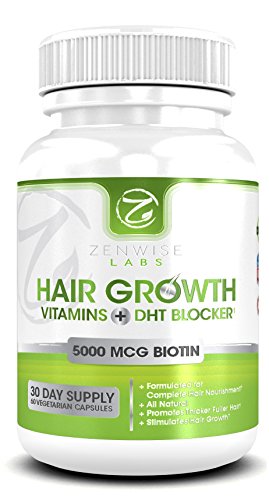 ZENWISE
LABS
HAIR GROWTH
VITAMINS + DHT BLOCKER†
5000 MCG BIOTIN
30 DAY SUPPLY
60 VEGETARIAN CAPSULES
+ Formulated for
Complete Hair Nourishment†
+ All Natural
+ Promotes Thicker Fuller Hair†
+ Stimulates Hair Growth†